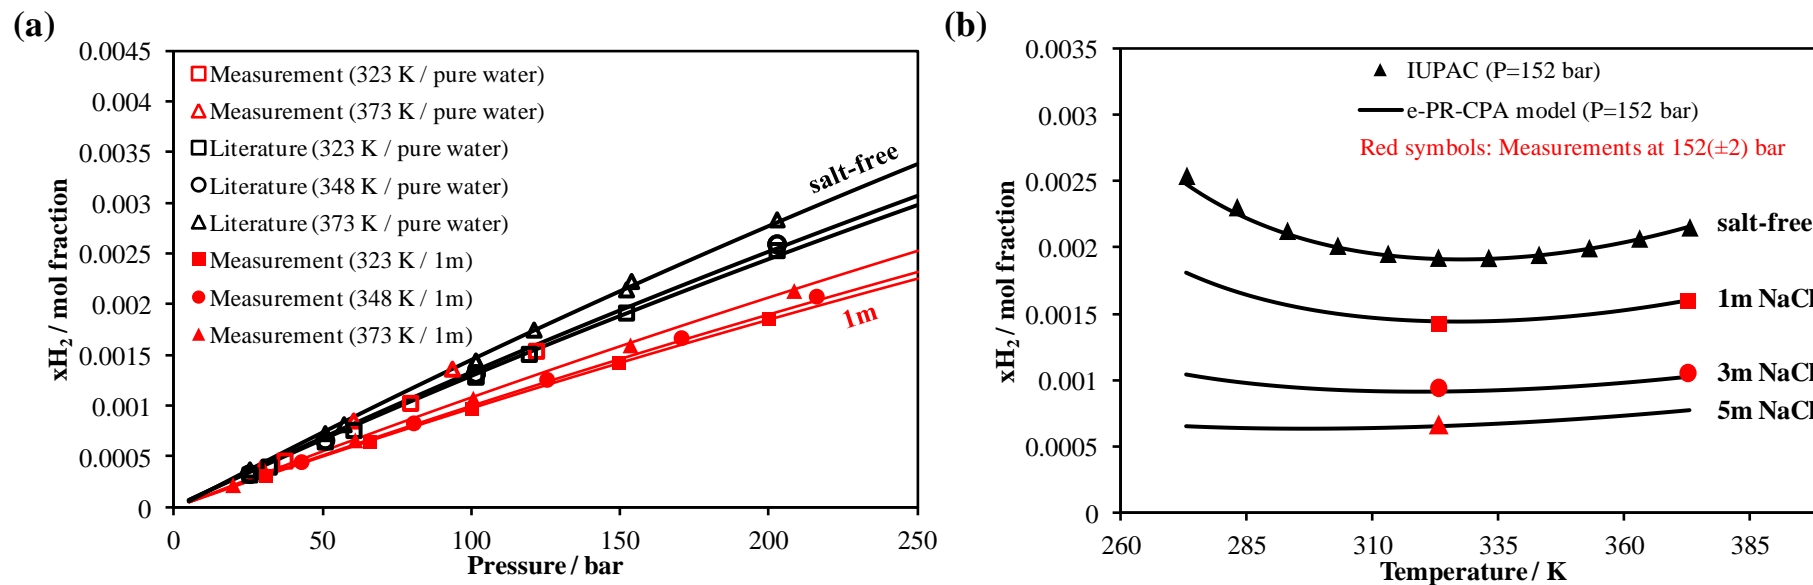 (a)
0.0045
0.004
0.0035
0.003
0.0025
0.002
0.0015
0.001
0.0005
0
xH₂ / mol fraction
Measurement (323 K / pure water)
Measurement (373 K / pure water)
Literature (323 K / pure water)
Literature (348 K / pure water)
Literature (373 K / pure water)
Measurement (323 K / 1m)
Measurement (348 K / 1m)
Measurement (373 K / 1m)
salt-free
1m
0 50 100 150 200 250
Pressure / bar
(b)
0.0035
0.003
0.0025
0.002
0.0015
0.001
0.0005
0
xH₂ / mol fraction
IUPAC (P=152 bar)
e-PR-CPA model (P=152 bar)
Red symbols: Measurements at 152(±2) bar
salt-free
1m NaCl
3m NaCl
5m NaCl
260 285 310 335 360 385
Temperature / K